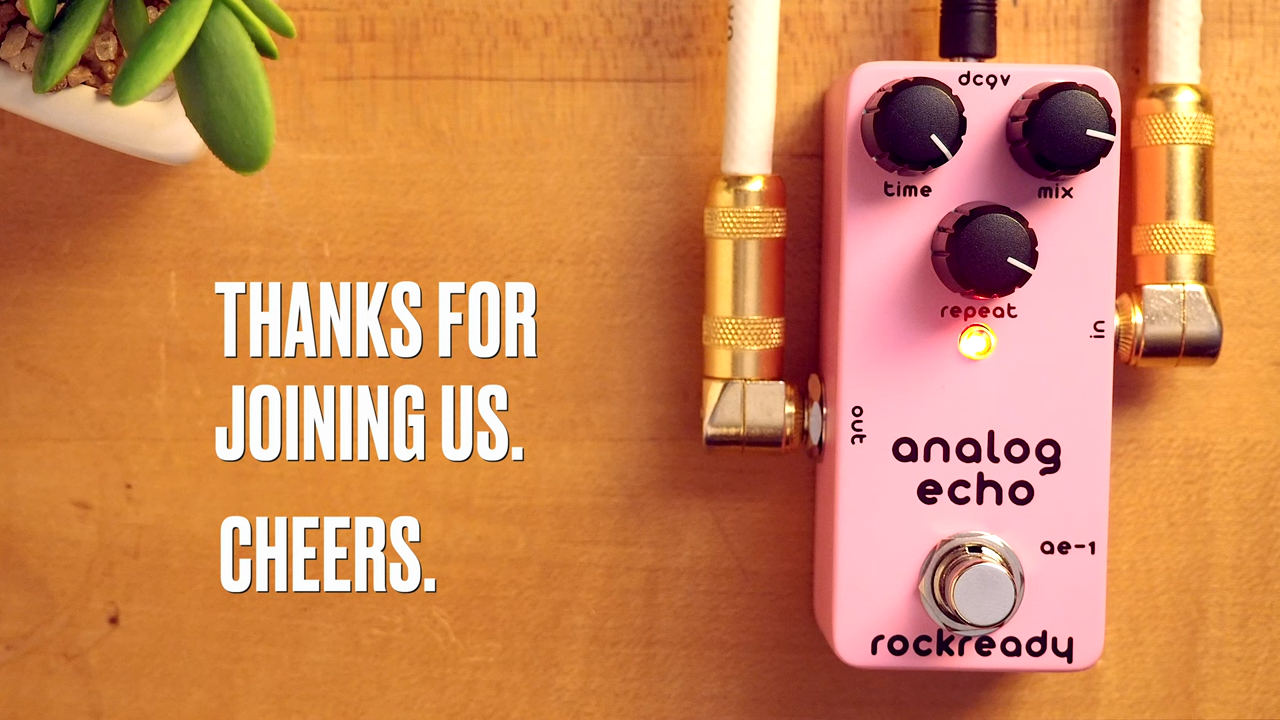 THANKS FOR
JOINING US.
CHEERS.
dc9v
time
mix
repeat
in
out
analog
echo
ae-1
rockready